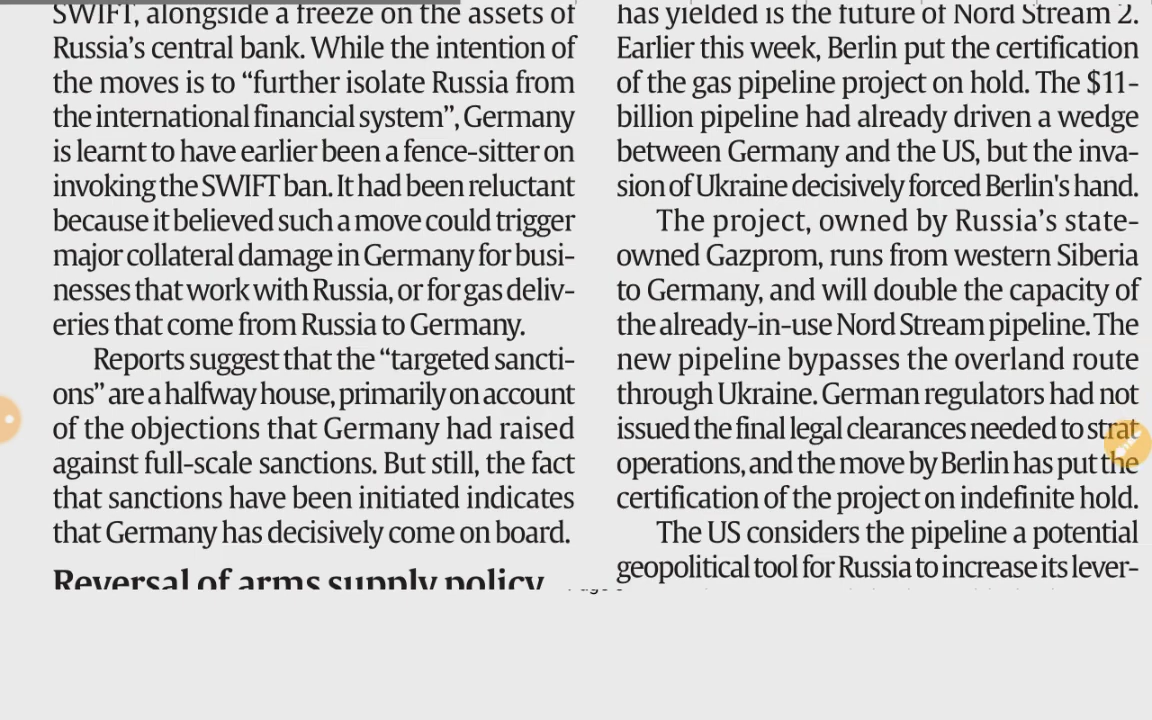 SWIFT, alongside a freeze on the assets of
Russia's central bank. While the intention of
the moves is to “further isolate Russia from
the international financial system”, Germany
is learnt to have earlier been a fence-sitter on
invoking the SWIFT ban. It had been reluctant
because it believed such a move could trigger
major collateral damage in Germany for busi-
nesses that work with Russia, or for gas deliv-
eries that come from Russia to Germany.
Reports suggest that the “targeted sancti-
ons” are a halfway house, primarily on account
of the objections that Germany had raised
against full-scale sanctions. But still, the fact
that sanctions have been initiated indicates
that Germany has decisively come on board.
Reversal of arms supply policy
has yielded is the future of Nord Stream 2.
Earlier this week, Berlin put the certification
of the gas pipeline project on hold. The $11-
billion pipeline had already driven a wedge
between Germany and the US, but the inva-
sion of Ukraine decisively forced Berlin's hand.
The project, owned by Russia's state-
owned Gazprom, runs from western Siberia
to Germany, and will double the capacity of
the already-in-use Nord Stream pipeline. The
new pipeline bypasses the overland route
through Ukraine. German regulators had not
issued the final legal clearances needed to strat
operations, and the move by Berlin has put the
certification of the project on indefinite hold.
The US considers the pipeline a potential
geopolitical tool for Russia to increase its lever-